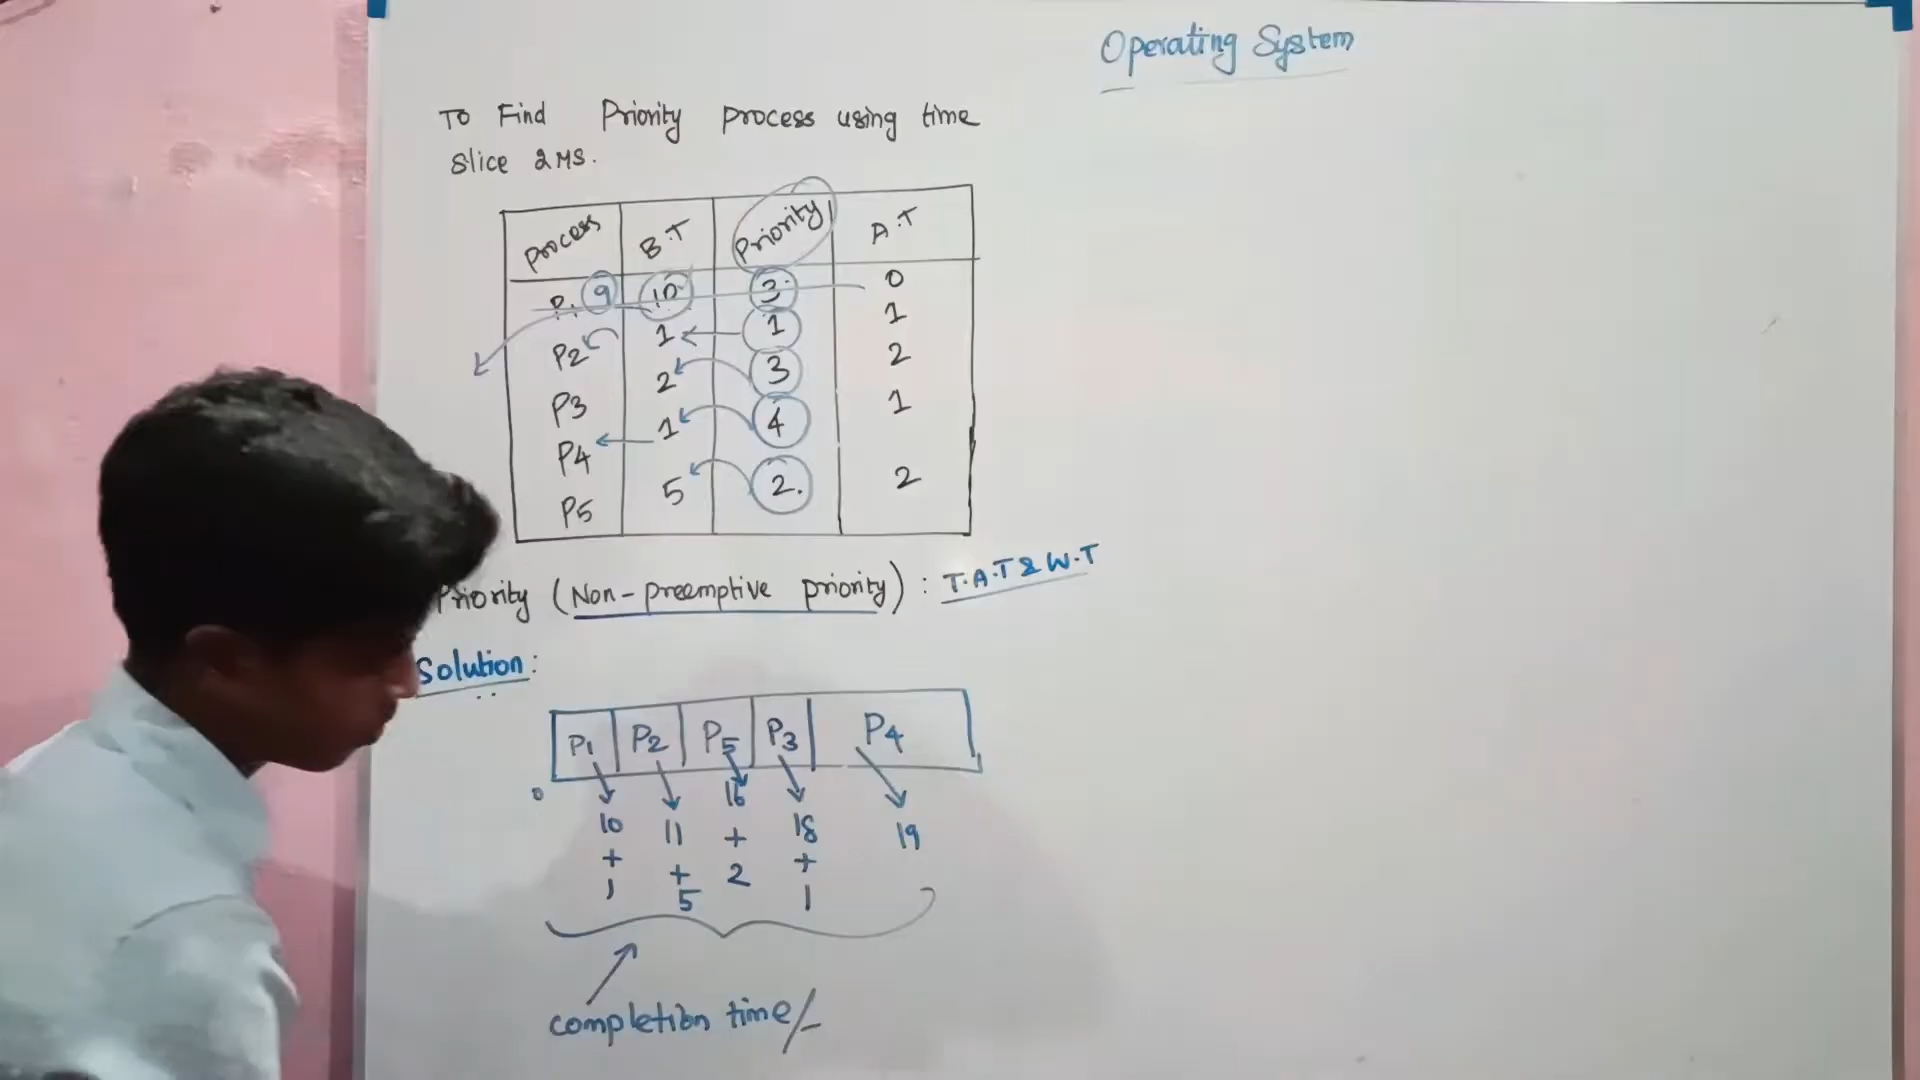 Operating System
To Find Priority process using time
Slice 2MS.
Process B.T Priority A.T
P1 9 10 3 0
P2 1 1 1
P3 2 3 2
P4 1 4 1
P5 5 2. 2
Priority (Non-preemptive priority) : T.A.T & W.T
Solution:
P1 P2 P5 P3 P4
0 10 11 16 18 19
+ + + +
1 5 2 1
completion time/-